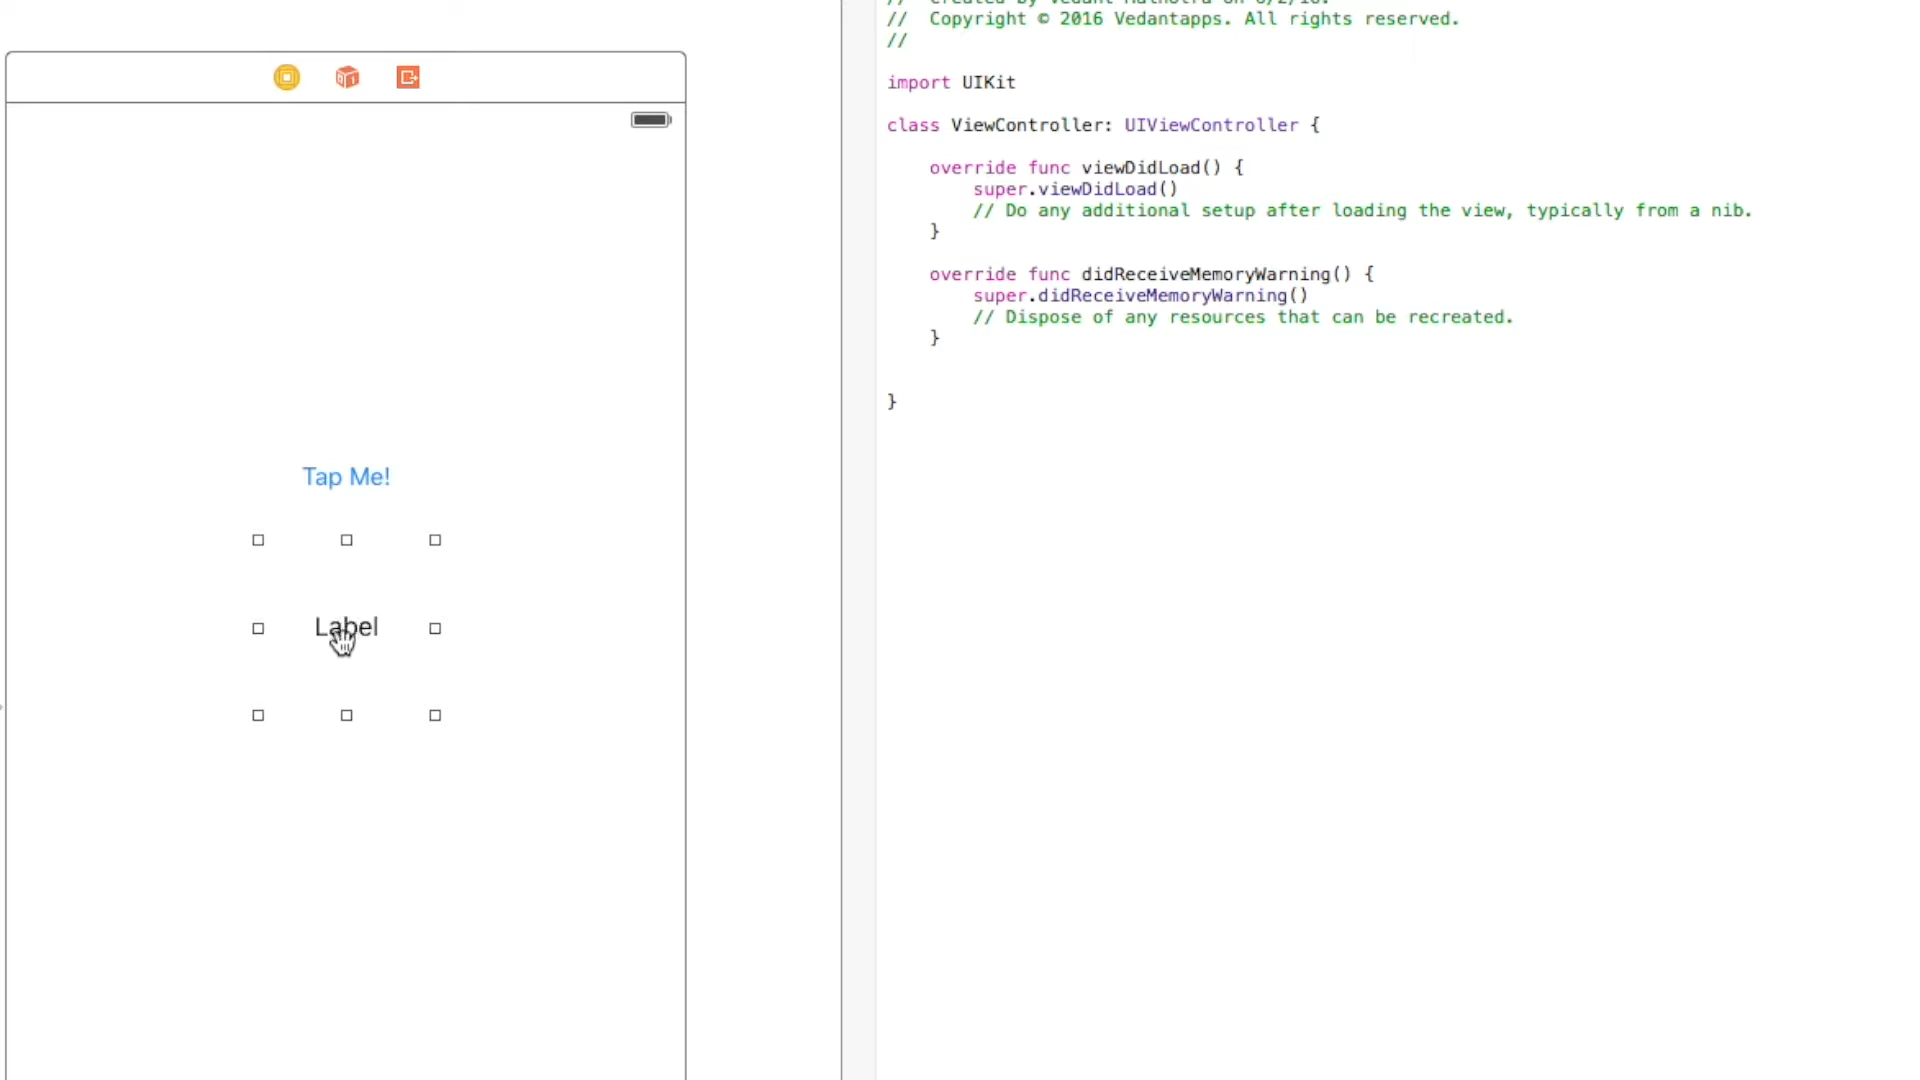 Tap Me!
Label
//  Copyright © 2016 Vedantapps. All rights reserved.
//
import UIKit
class ViewController: UIViewController {
override func viewDidLoad() {
super.viewDidLoad()
// Do any additional setup after loading the view, typically from a nib.
}
override func didReceiveMemoryWarning() {
super.didReceiveMemoryWarning()
// Dispose of any resources that can be recreated.
}
}